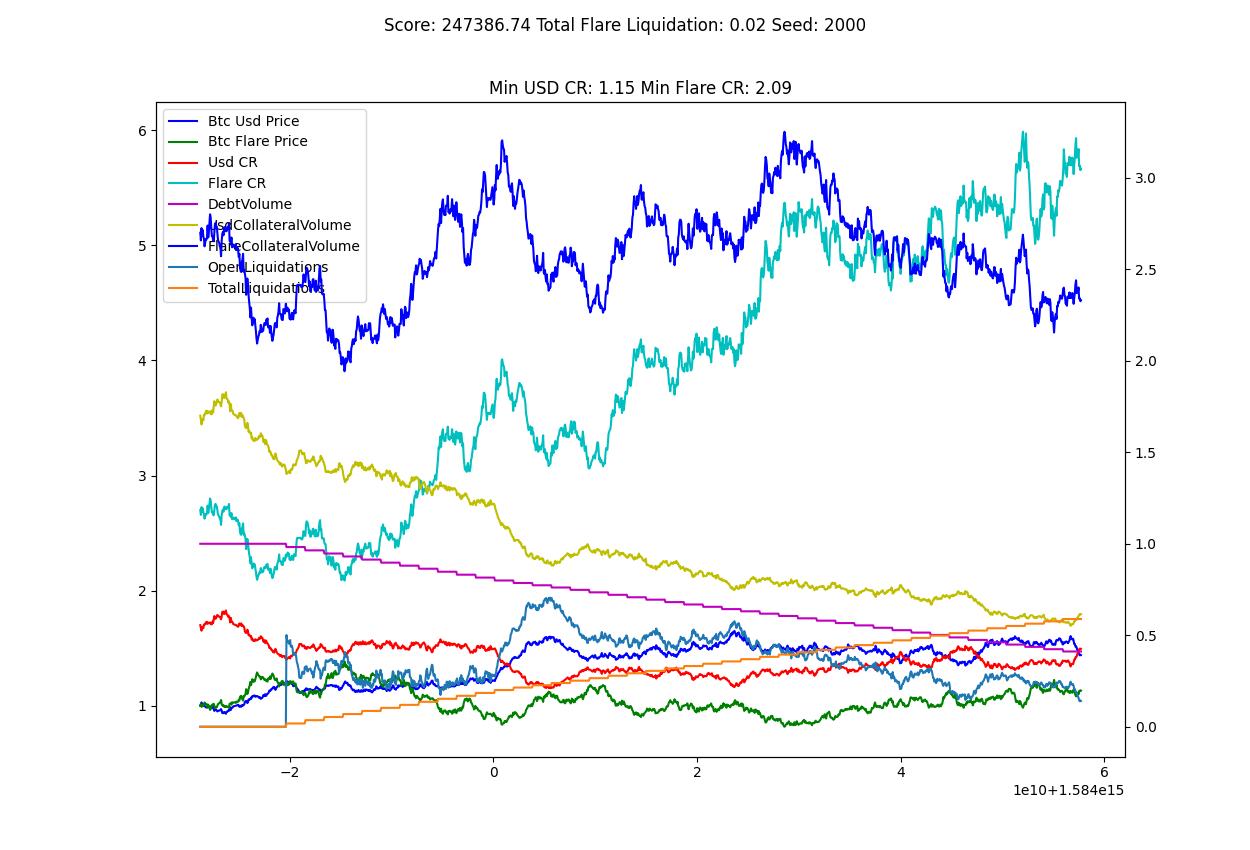 Score: 247386.74 Total Flare Liquidation: 0.02 Seed: 2000
Min USD CR: 1.15 Min Flare CR: 2.09
Btc Usd Price
Btc Flare Price
Usd CR
Flare CR
DebtVolume
UsdCollateralVolume
FlareCollateralVolume
OpenLiquidations
TotalLiquidations
6
5
4
3
2
1
3.0
2.5
2.0
1.5
1.0
0.5
0.0
−2
0
2
4
6
1e10+1.584e15